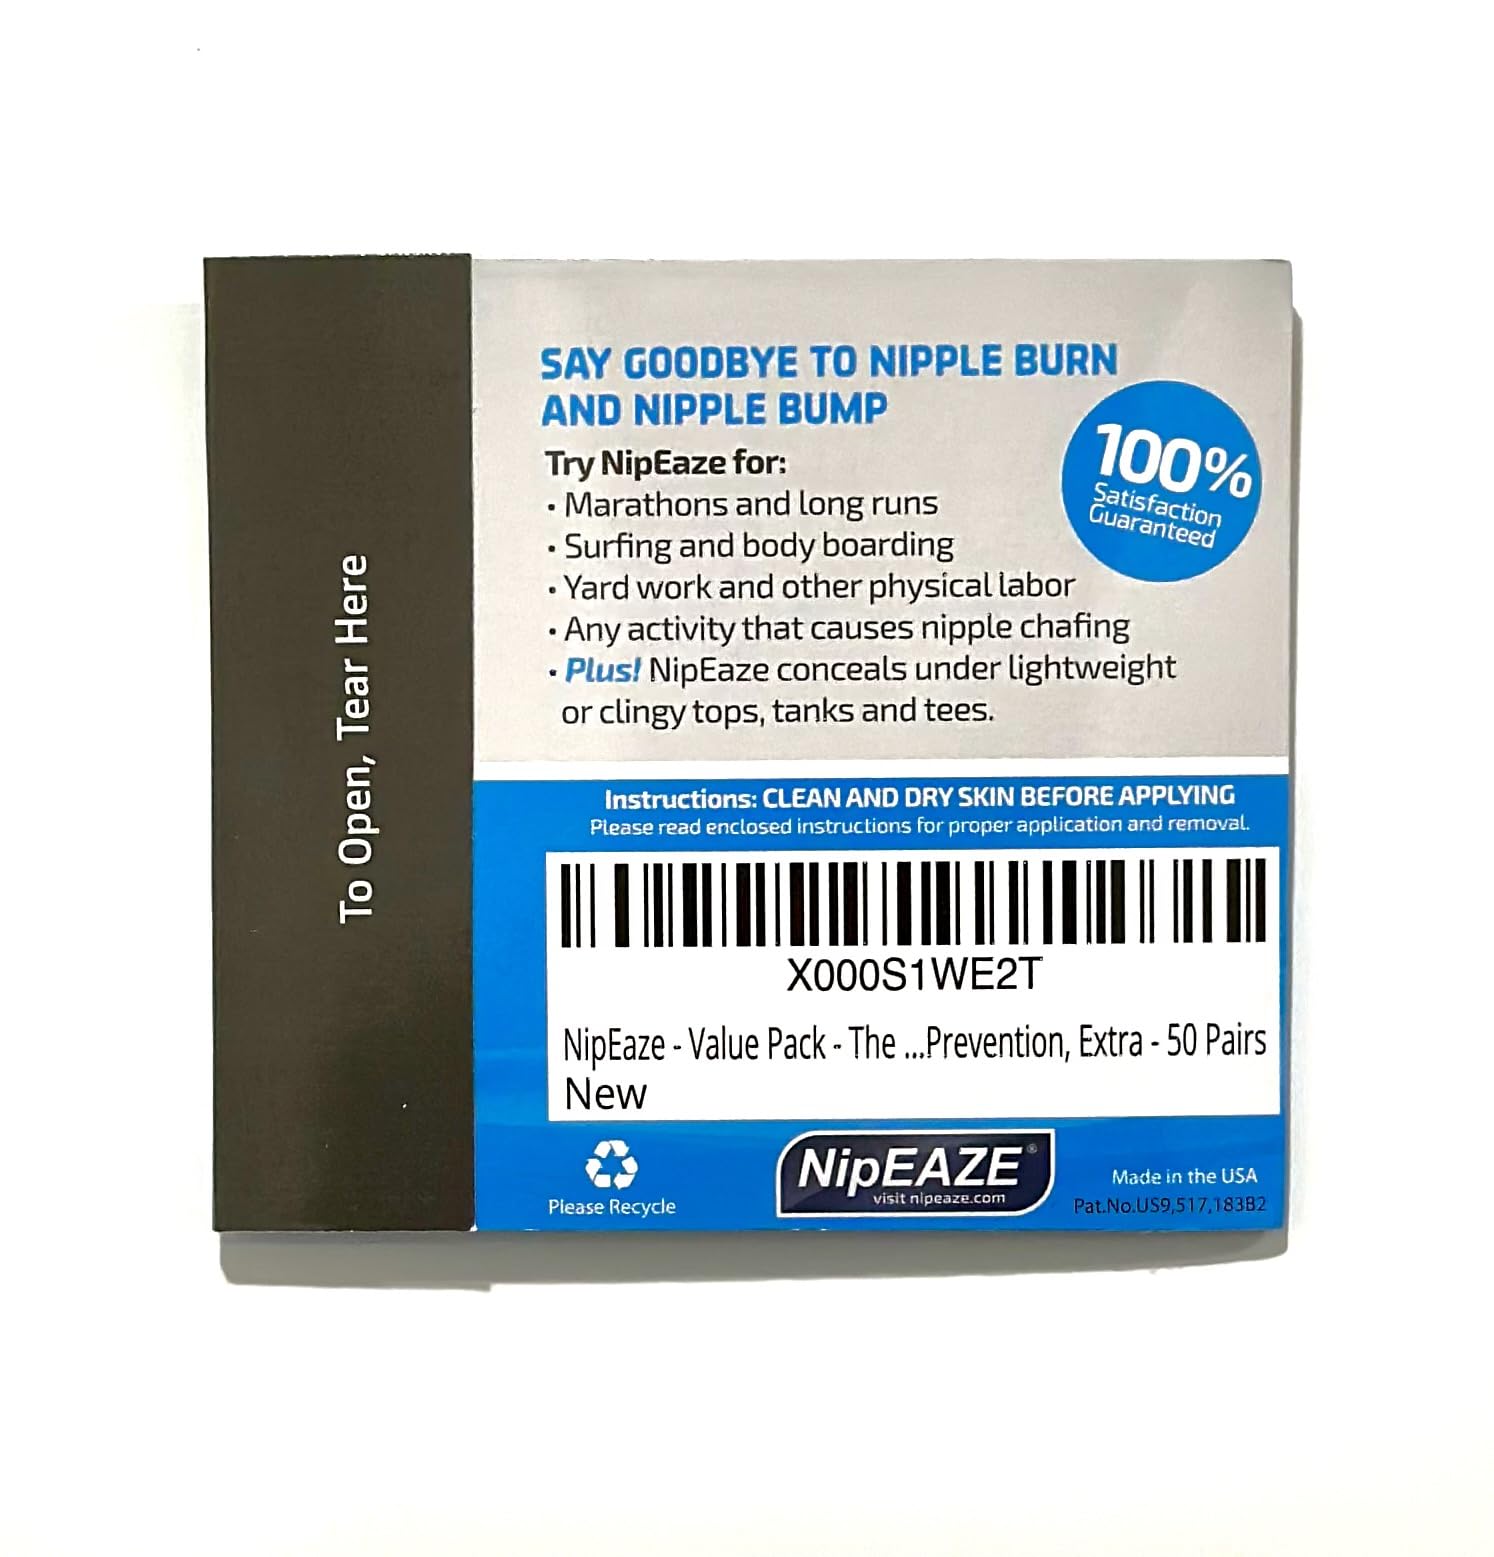 To Open, Tear Here
SAY GOODBYE TO NIPPLE BURN
AND NIPPLE BUMP
Try NipEaze for:
• Marathons and long runs
• Surfing and body boarding
• Yard work and other physical labor
• Any activity that causes nipple chafing
• Plus! NipEaze conceals under lightweight
or clingy tops, tanks and tees.
100%
Satisfaction
Guaranteed
Instructions: CLEAN AND DRY SKIN BEFORE APPLYING
Please read enclosed instructions for proper application and removal.
X000S1WE2T
NipEaze - Value Pack - The ...Prevention, Extra - 50 Pairs
New
Please Recycle
NipEAZE®
visit nipeaze.com
Made in the USA
Pat.No.US9,517,183B2